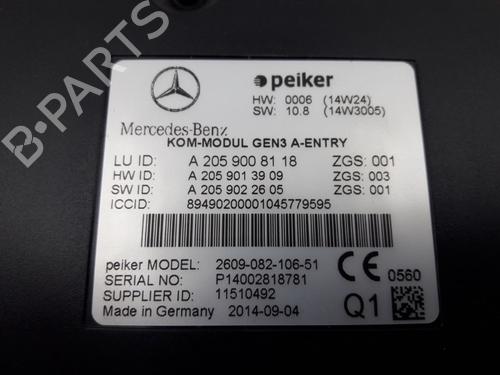 peiker
HW: 0006 (14W24)
SW: 10.8 (14W3005)
Mercedes-Benz
KOM-MODUL GEN3 A-ENTRY
LU ID: A 205 900 81 18 ZGS: 001
HW ID: A 205 901 39 09 ZGS: 003
SW ID: A 205 902 26 05 ZGS: 001
ICCID: 89490200001045779595
peiker MODEL: 2609-082-106-51
SERIAL NO: P14002818781
SUPPLIER ID: 11510492
Made in Germany 2014-09-04
CE 0560
Q1
B-PARTS